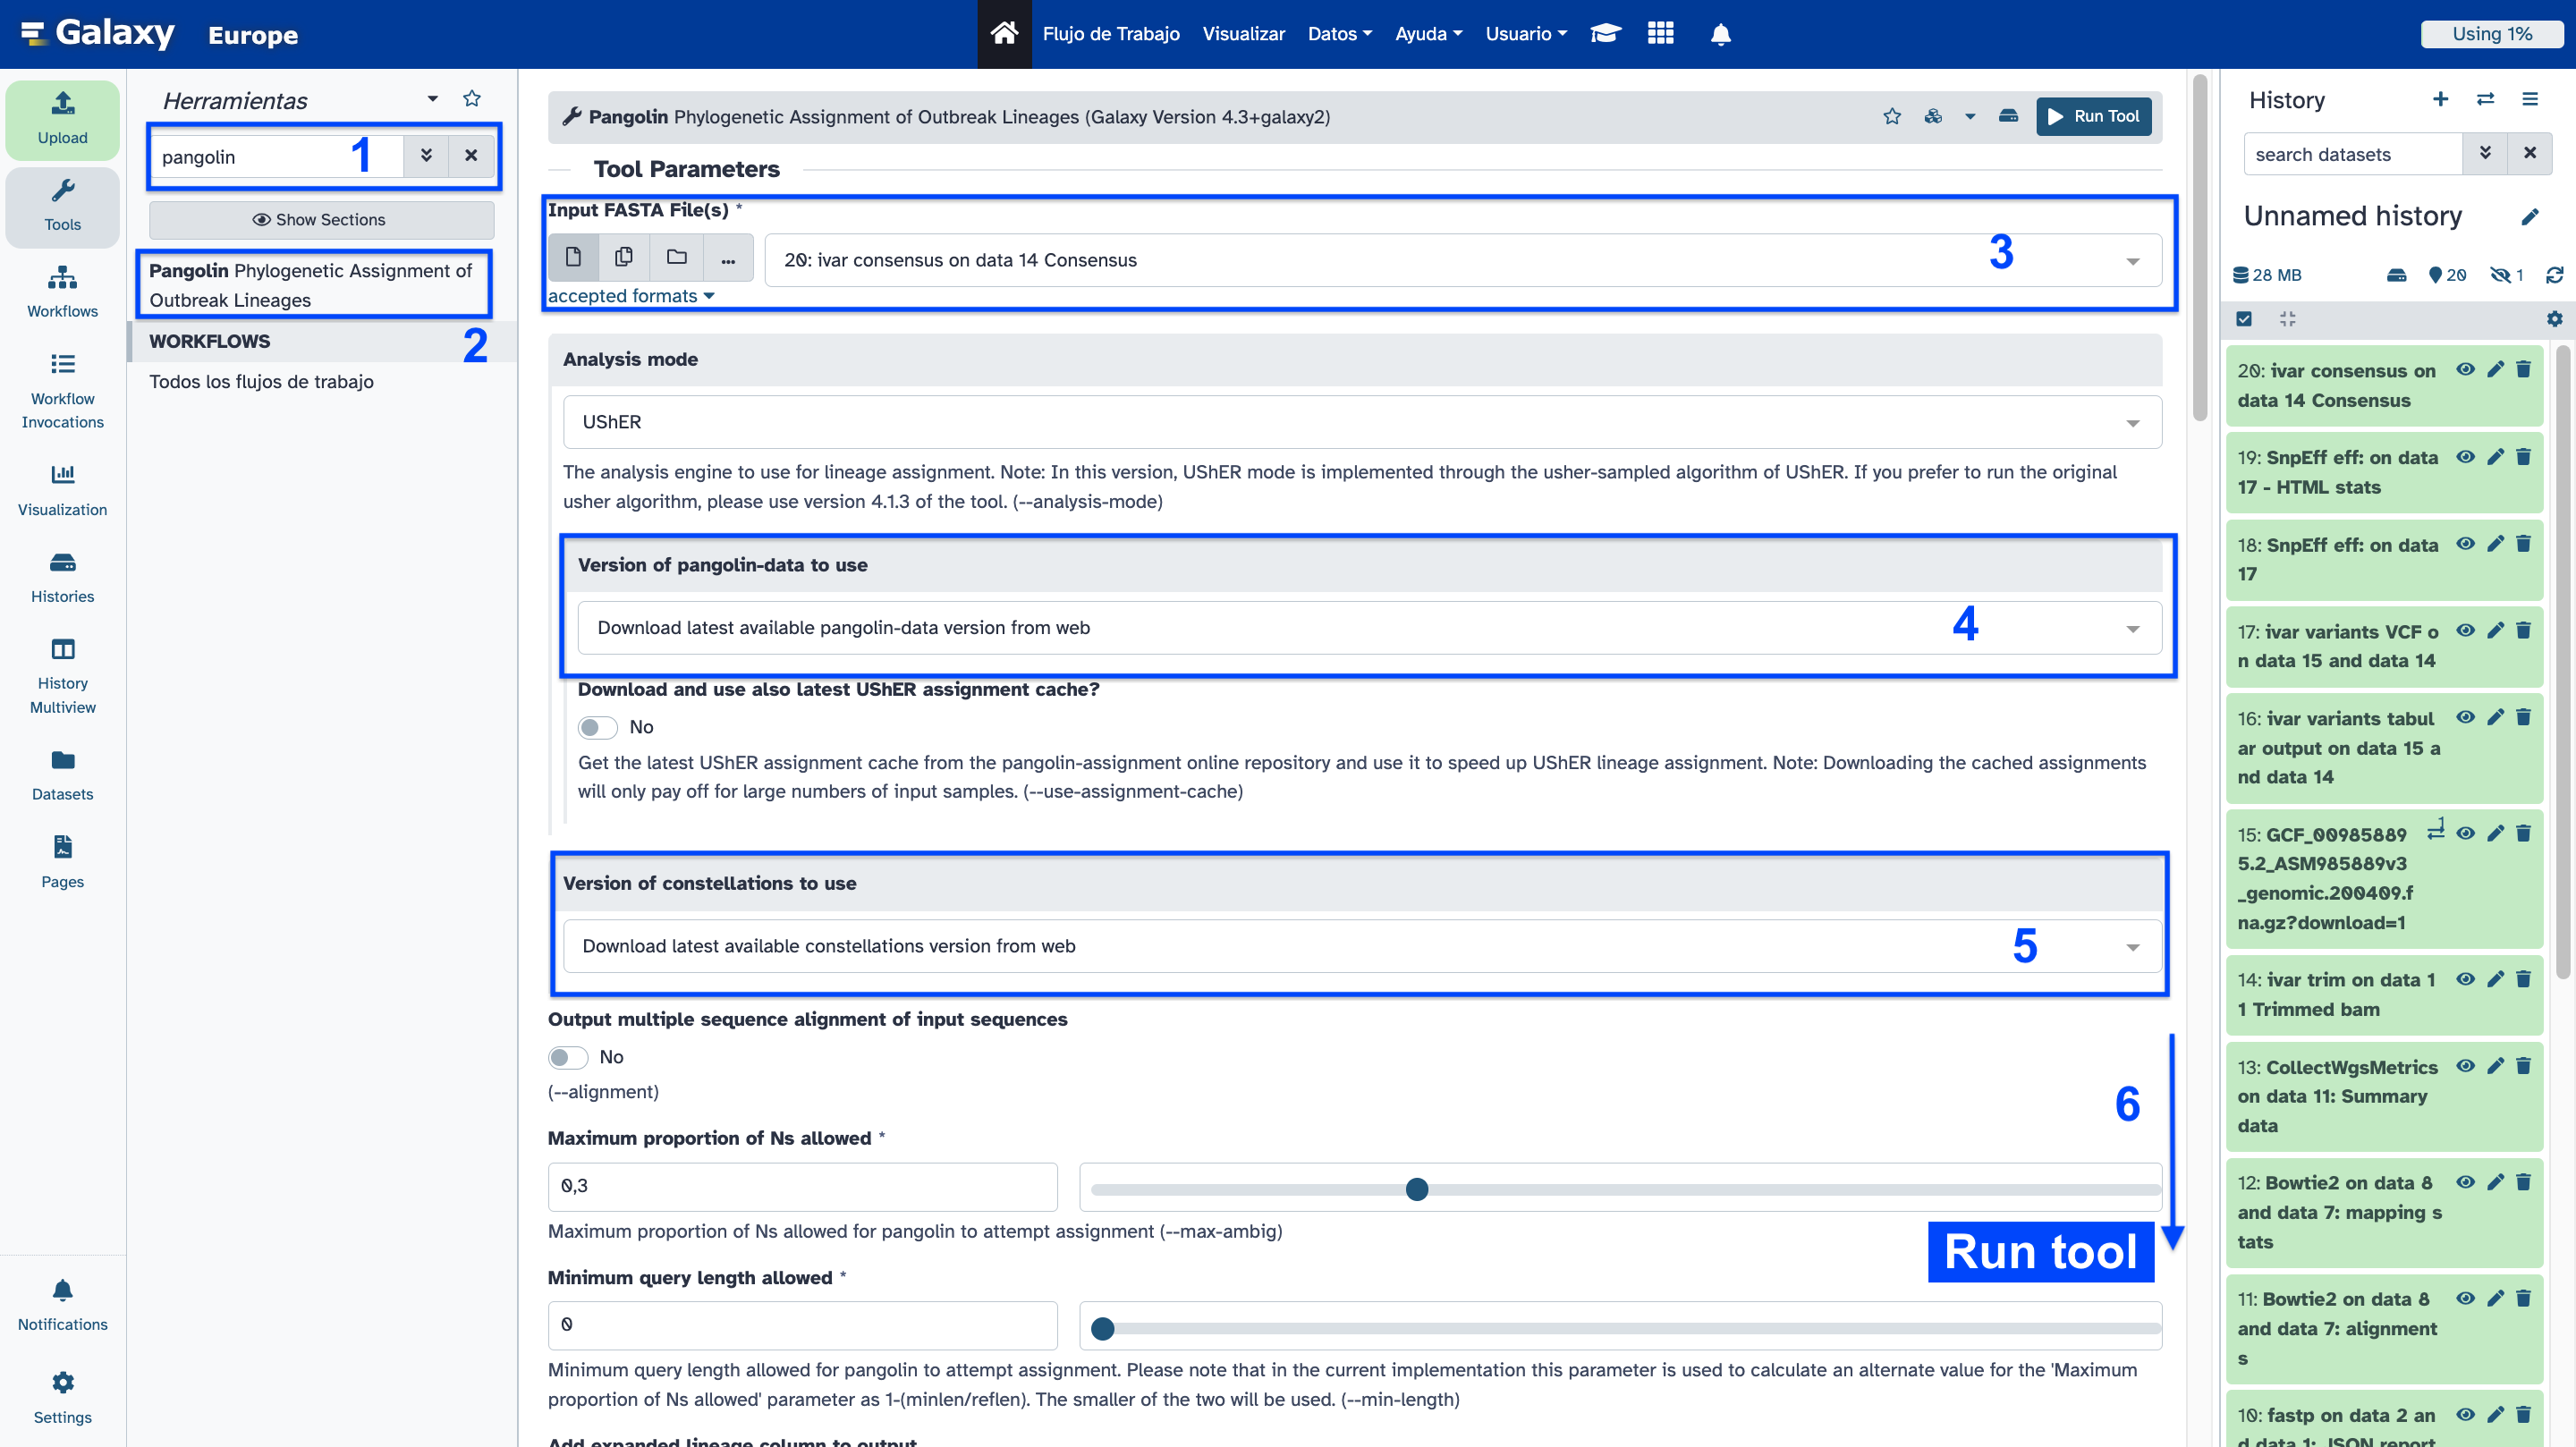 Galaxy Europe
Flujo de Trabajo Visualizar Datos Ayuda Usuario
Using 1%
Upload
Tools
Workflows
Workflow
Invocations
Visualization
Histories
History
Multiview
Datasets
Pages
Notifications
Settings
Herramientas
pangolin 1
Show Sections
Pangolin Phylogenetic Assignment of
Outbreak Lineages
WORKFLOWS 2
Todos los flujos de trabajo
Pangolin Phylogenetic Assignment of Outbreak Lineages (Galaxy Version 4.3+galaxy2)
Run Tool
Tool Parameters
Input FASTA File(s) *
20: ivar consensus on data 14 Consensus 3
accepted formats
Analysis mode
UShER
The analysis engine to use for lineage assignment. Note: In this version, UShER mode is implemented through the usher-sampled algorithm of UShER. If you prefer to run the original
usher algorithm, please use version 4.1.3 of the tool. (--analysis-mode)
Version of pangolin-data to use
Download latest available pangolin-data version from web 4
Download and use also latest UShER assignment cache?
No
Get the latest UShER assignment cache from the pangolin-assignment online repository and use it to speed up UShER lineage assignment. Note: Downloading the cached assignments
will only pay off for large numbers of input samples. (--use-assignment-cache)
Version of constellations to use
Download latest available constellations version from web 5
Output multiple sequence alignment of input sequences
No
(--alignment)
6
Maximum proportion of Ns allowed *
0,3
Maximum proportion of Ns allowed for pangolin to attempt assignment (--max-ambig)
Run tool
Minimum query length allowed *
0
Minimum query length allowed for pangolin to attempt assignment. Please note that in the current implementation this parameter is used to calculate an alternate value for the 'Maximum
proportion of Ns allowed' parameter as 1-(minlen/reflen). The smaller of the two will be used. (--min-length)
Add expanded lineage column to output
History
search datasets
Unnamed history
28 MB 20 1
20: ivar consensus on
data 14 Consensus
19: SnpEff eff: on data
17 - HTML stats
18: SnpEff eff: on data
17
17: ivar variants VCF o
n data 15 and data 14
16: ivar variants tabul
ar output on data 15 a
nd data 14
15: GCF_00985889 1
5.2_ASM985889v3
_genomic.200409.f
na.gz?download=1
14: ivar trim on data 1
1 Trimmed bam
13: CollectWgsMetrics
on data 11: Summary
data
12: Bowtie2 on data 8
and data 7: mapping s
tats
11: Bowtie2 on data 8
and data 7: alignment
s
10: fastp on data 2 an
d data 1: JSON report